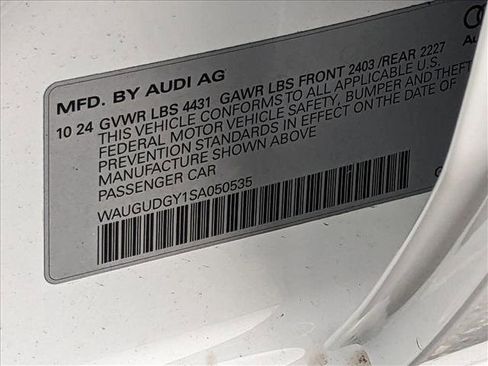 MFD. BY AUDI AG
10 24 GVWR LBS 4431 GAWR LBS FRONT 2403 /REAR 2227
THIS VEHICLE CONFORMS TO ALL APPLICABLE U.S.
FEDERAL MOTOR VEHICLE SAFETY, BUMPER AND THEFT
PREVENTION STANDARDS IN EFFECT ON THE DATE OF
MANUFACTURE SHOWN ABOVE
PASSENGER CAR
WAUGUDGY1SA050535